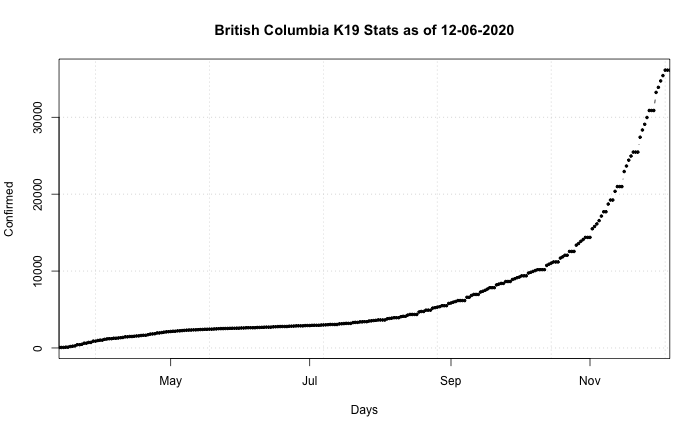 British Columbia K19 Stats as of 12-06-2020
30000
20000
10000
0
Confirmed
May
Jul
Sep
Nov
Days